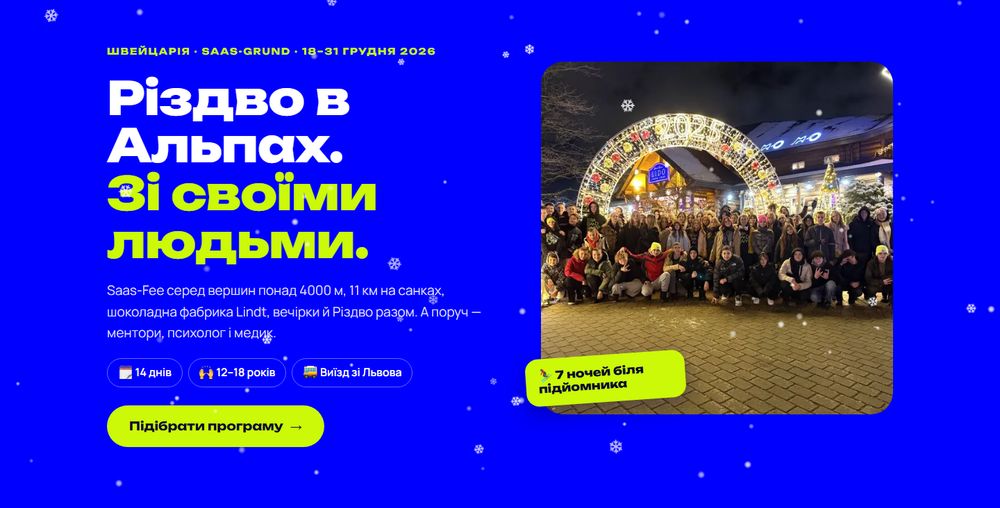 ШВЕЙЦАРІЯ · SAAS-GRUND · 18–31 ГРУДНЯ 2026
Різдво в
Альпах.
Зі своїми
людьми.
Saas-Fee серед вершин понад 4000 м, 11 км на санках,
шоколадна фабрика Lindt, вечірки й Різдво разом. А поруч —
ментори, психолог і медик.
14 днів
12–18 років
Виїзд зі Львова
Підібрати програму →
7 ночей біля
підйомника